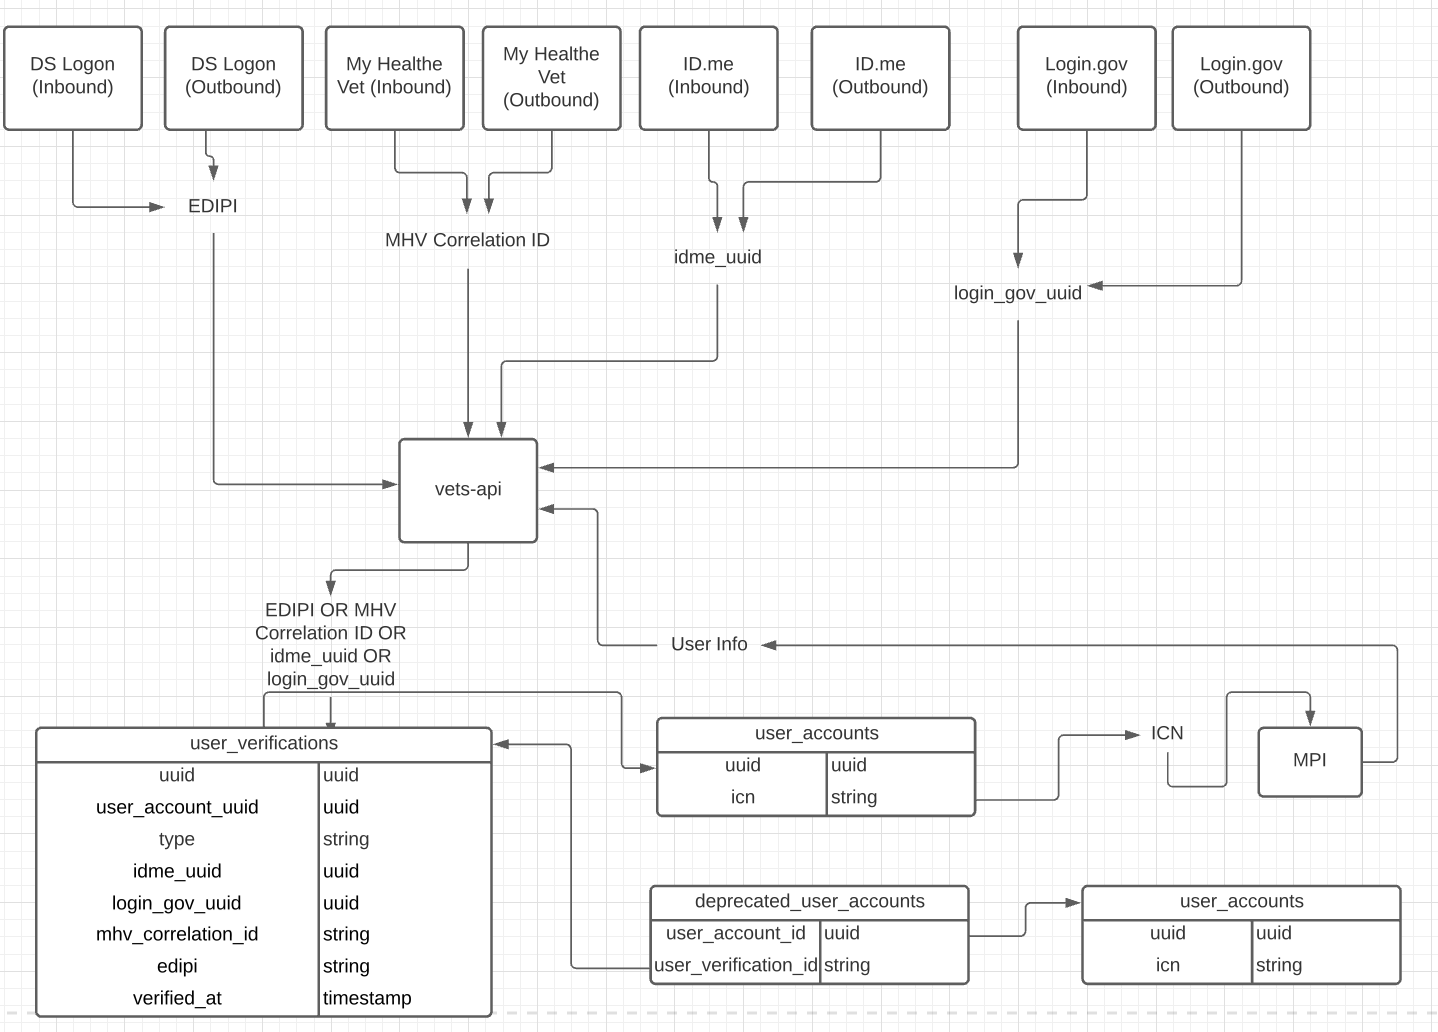 DS Logon
(Inbound)
DS Logon
(Outbound)
My Healthe
Vet (Inbound)
My Healthe
Vet
(Outbound)
ID.me
(Inbound)
ID.me
(Outbound)
Login.gov
(Inbound)
Login.gov
(Outbound)
EDIPI
MHV Correlation ID
idme_uuid
login_gov_uuid
vets-api
EDIPI OR MHV
Correlation ID OR
idme_uuid OR
login_gov_uuid
User Info
user_verifications
uuid uuid
user_account_uuid uuid
type string
idme_uuid uuid
login_gov_uuid uuid
mhv_correlation_id string
edipi string
verified_at timestamp
user_accounts
uuid uuid
icn string
ICN
MPI
deprecated_user_accounts
user_account_id uuid
user_verification_id string
user_accounts
uuid uuid
icn string